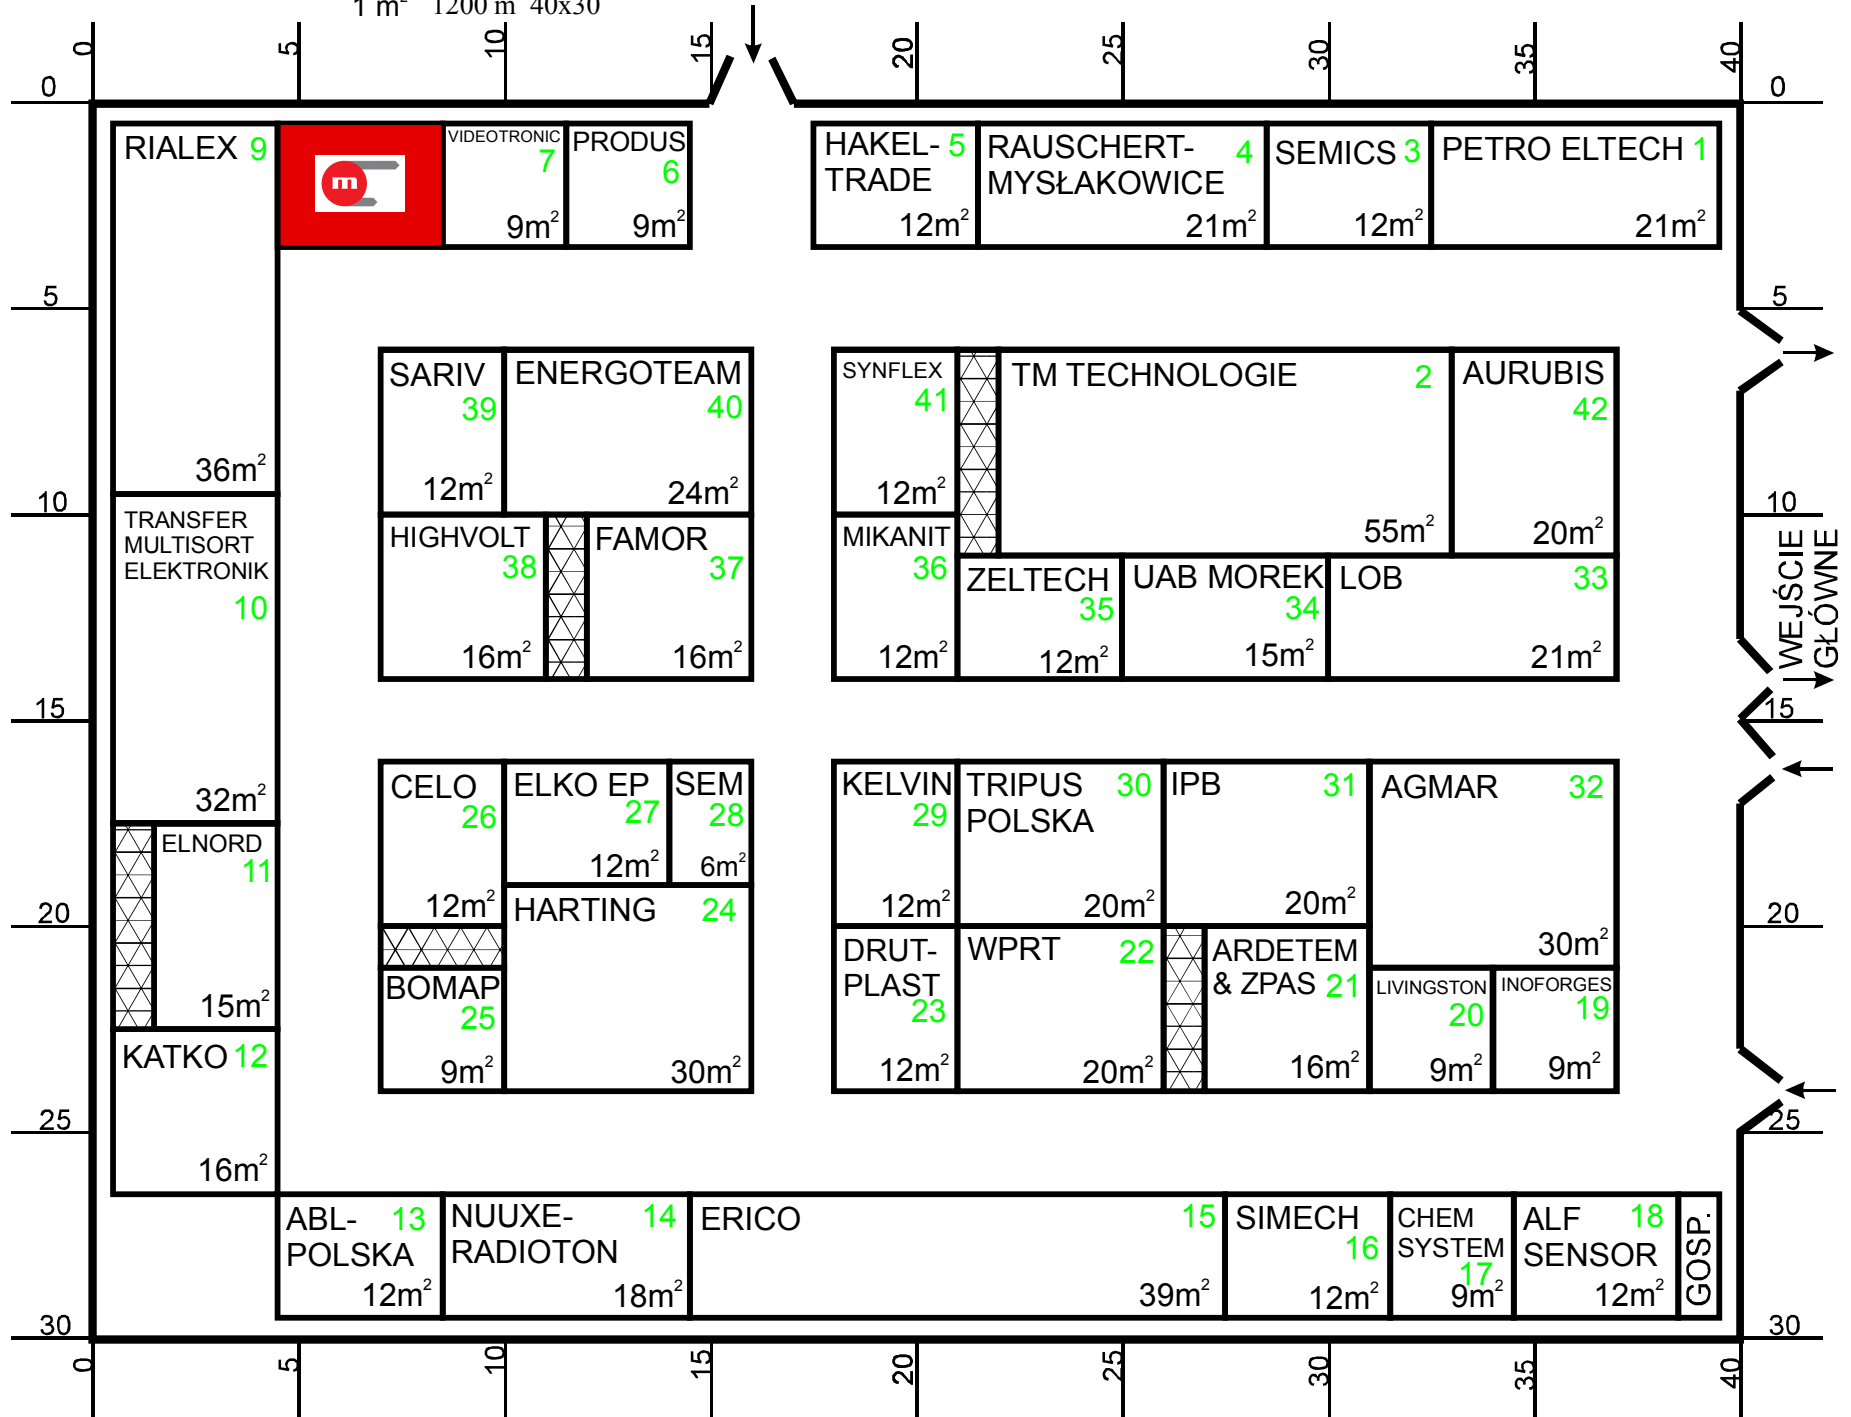 1 m² 1200 m 40x30
0 5 10 15 20 25 30 35 40
0 0
RIALEX 9
36m²
m
VIDEOTRONIC
7
9m²
PRODUS
6
9m²
HAKEL- 5
TRADE
12m²
RAUSCHERT- 4
MYSŁAKOWICE
21m²
SEMICS 3
12m²
PETRO ELTECH 1
21m²
5 5
SARIV
39
12m²
ENERGOTEAM
40
24m²
SYNFLEX
41
12m²
TM TECHNOLOGIE 2
55m²
AURUBIS
42
20m²
10 10
TRANSFER
MULTISORT
ELEKTRONIK
10
32m²
HIGHVOLT
38
16m²
FAMOR
37
16m²
MIKANIT
36
12m²
ZELTECH
35
12m²
UAB MOREK
34
15m²
LOB 33
21m²
WEJŚCIE
GŁÓWNE
15 15
CELO
26
12m²
ELKO EP
27
12m²
SEM
28
6m²
KELVIN
29
12m²
TRIPUS 30
POLSKA
20m²
IPB 31
20m²
AGMAR 32
30m²
ELNORD
11
15m²
20 20
HARTING 24
30m²
BOMAP
25
9m²
DRUT-
PLAST
23
12m²
WPRT 22
20m²
ARDETEM
& ZPAS 21
16m²
LIVINGSTON
20
9m²
INOFORGES
19
9m²
KATKO 12
16m²
25 25
ABL- 13
POLSKA
12m²
NUUXE- 14
RADIOTON
18m²
ERICO 15
39m²
SIMECH
16
12m²
CHEM
SYSTEM
17
9m²
ALF 18
SENSOR
12m²
GOSP.
30 30
0 5 10 15 20 25 30 35 40